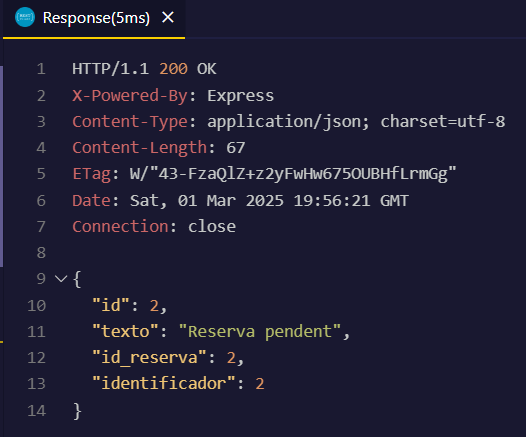 Response(5ms) ×
1 HTTP/1.1 200 OK
2 X-Powered-By: Express
3 Content-Type: application/json; charset=utf-8
4 Content-Length: 67
5 ETag: W/"43-FzaQlZ+z2yFwHw675OUBHfLrmGg"
6 Date: Sat, 01 Mar 2025 19:56:21 GMT
7 Connection: close
8
9 {
10 "id": 2,
11 "texto": "Reserva pendent",
12 "id_reserva": 2,
13 "identificador": 2
14 }